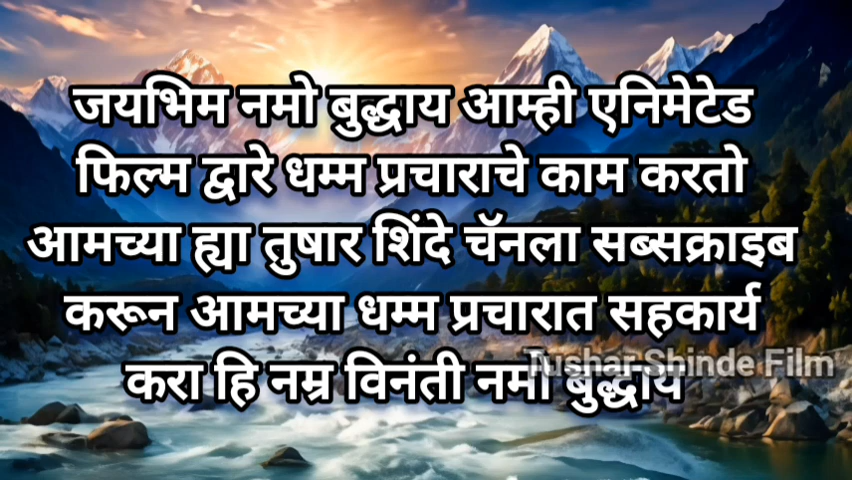 जयभिम नमो बुद्धाय आम्ही एनिमेटेड
फिल्म द्वारे धम्म प्रचाराचे काम करतो
आमच्या ह्या तुषार शिंदे चॅनला सब्सक्राइब
करून आमच्या धम्म प्रचारात सहकार्य
करा हि नम्र विनंती नमो बुद्धाय
Tushar Shinde Film